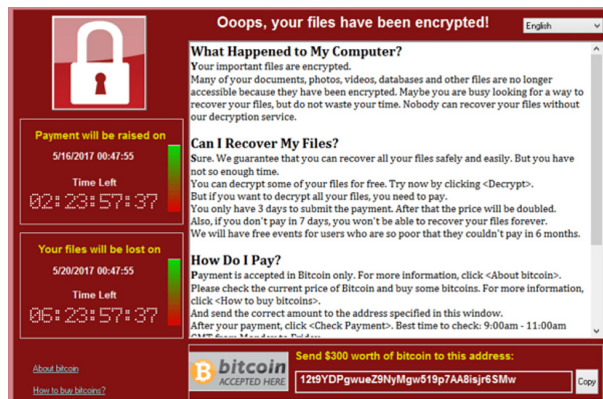 Ooops, your files have been encrypted!
English
What Happened to My Computer?
Your important files are encrypted.
Many of your documents, photos, videos, databases and other files are no longer
accessible because they have been encrypted. Maybe you are busy looking for a way to
recover your files, but do not waste your time. Nobody can recover your files without
our decryption service.
Can I Recover My Files?
Sure. We guarantee that you can recover all your files safely and easily. But you have
not so enough time.
You can decrypt some of your files for free. Try now by clicking <Decrypt>.
But if you want to decrypt all your files, you need to pay.
You only have 3 days to submit the payment. After that the price will be doubled.
Also, if you don't pay in 7 days, you won't be able to recover your files forever.
We will have free events for users who are so poor that they couldn't pay in 6 months.
How Do I Pay?
Payment is accepted in Bitcoin only. For more information, click <About bitcoin>.
Please check the current price of Bitcoin and buy some bitcoins. For more information,
click <How to buy bitcoins>.
And send the correct amount to the address specified in this window.
After your payment, click <Check Payment>. Best time to check: 9:00am - 11:00am
GMT from Monday to Friday.
Payment will be raised on
5/16/2017 00:47:55
Time Left
02:23:57:37
Your files will be lost on
5/20/2017 00:47:55
Time Left
06:23:57:37
About bitcoin
How to buy bitcoins?
bitcoin
ACCEPTED HERE
Send $300 worth of bitcoin to this address:
12t9YDPgwueZ9NyMgw519p7AA8isjr6SMw
Copy